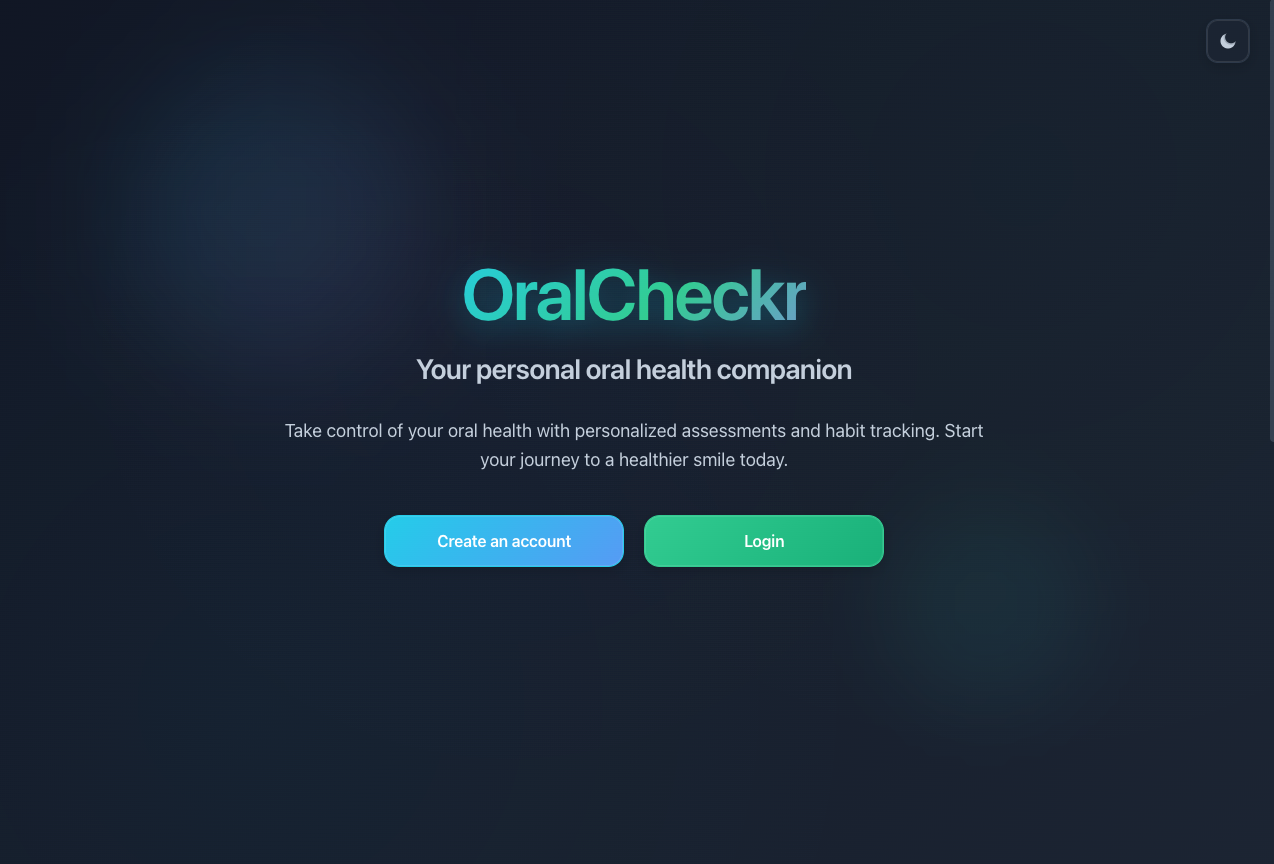 OralCheckr
Your personal oral health companion
Take control of your oral health with personalized assessments and habit tracking. Start
your journey to a healthier smile today.
Create an account
Login